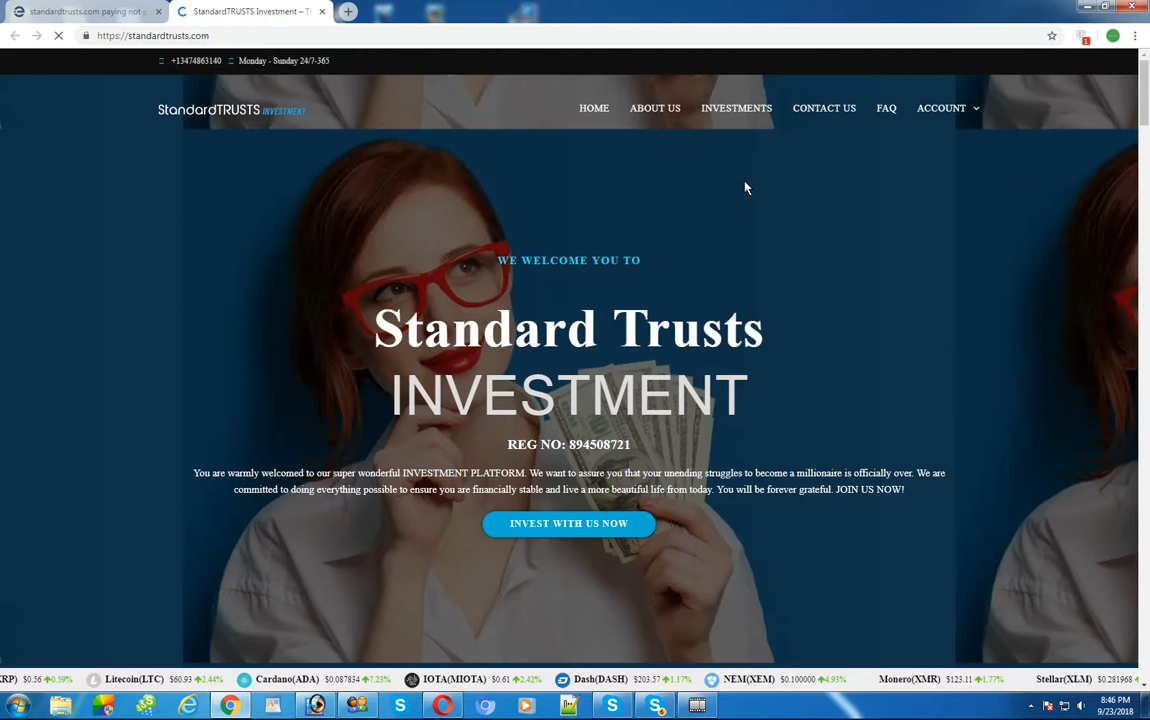 standardtrusts.com paying not p
StandardTRUSTS Investment – T
https://standardtrusts.com
1
+13474863140 Monday - Sunday 24/7-365
StandardTRUSTS INVESTMENT
HOME ABOUT US INVESTMENTS CONTACT US FAQ ACCOUNT
WE WELCOME YOU TO
Standard Trusts
INVESTMENT
REG NO: 894508721
You are warmly welcomed to our super wonderful INVESTMENT PLATFORM. We want to assure you that your unending struggles to become a millionaire is officially over. We are
committed to doing everything possible to ensure you are financially stable and live a more beautiful life from today. You will be forever grateful. JOIN US NOW!
INVEST WITH US NOW
XRP) $0.56 0.59% Litecoin(LTC) $60.93 2.44% Cardano(ADA) $0.087834 7.23% IOTA(MIOTA) $0.61 2.42% Dash(DASH) $203.57 1.17% NEM(XEM) $0.100000 4.93% Monero(XMR) $123.11 1.77% Stellar(XLM) $0.281968
8:46 PM
9/23/2018